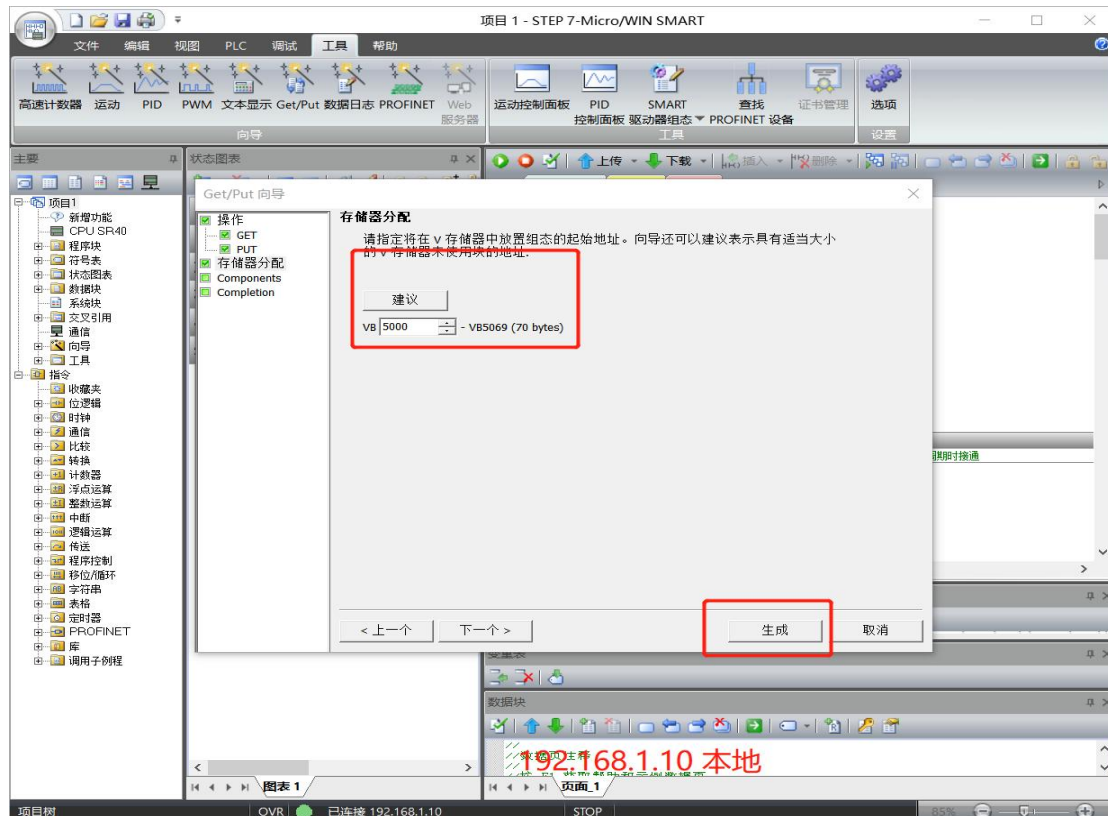 项目 1 - STEP 7-Micro/WIN SMART
文件 编辑 视图 PLC 调试 工具 帮助
高速计数器 运动 PID PWM 文本显示 Get/Put 数据日志 PROFINET Web 服务器
向导
运动控制面板 PID 控制面板 SMART 驱动器组态 查找 PROFINET 设备 证书管理
工具
选项
设置
主要
项目1
新增功能
CPU SR40
程序块
符号表
状态图表
数据块
系统块
交叉引用
通信
向导
工具
指令
收藏夹
位逻辑
时钟
通信
比较
转换
计数器
浮点运算
整数运算
中断
逻辑运算
传送
程序控制
移位/循环
字符串
表格
定时器
PROFINET
库
调用子例程
状态图表
上传 下载 插入 删除
Get/Put 向导
操作
GET
PUT
存储器分配
Components
Completion
存储器分配
请指定将在 V 存储器中放置组态的起始地址。向导还可以建议表示具有适当大小
的 V 存储器未使用块的地址.
建议
VB 5000 - VB5069 (70 bytes)
< 上一个 下一个 > 生成 取消
期时接通
变量表
数据块
//数据页注释
192.168.1.10 本地
图表 1
页面_1
项目树 OVR 已连接 192.168.1.10 STOP 85%